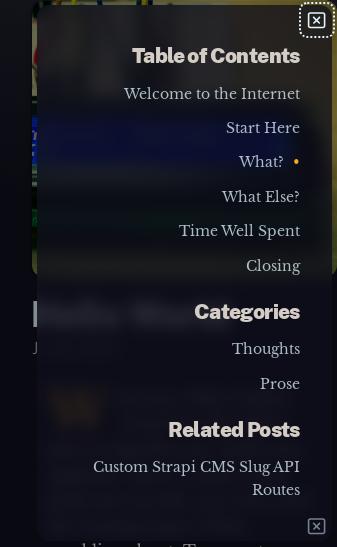 Table of Contents
Welcome to the Internet
Start Here
What?
What Else?
Time Well Spent
Closing
Categories
Thoughts
Prose
Related Posts
Custom Strapi CMS Slug API
Routes